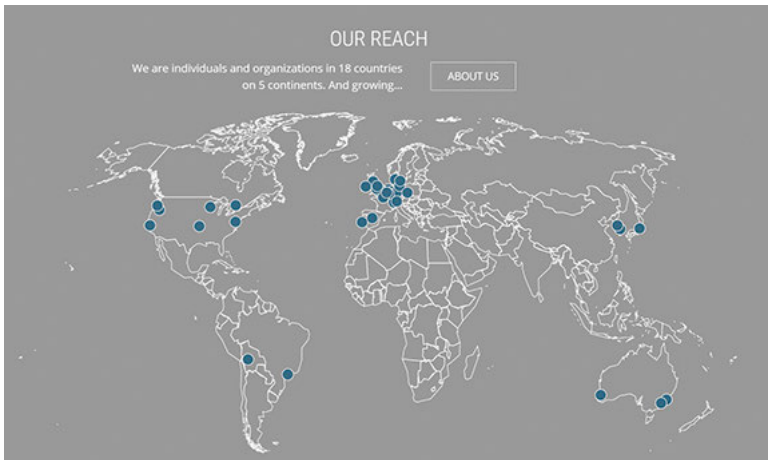 OUR REACH
We are individuals and organizations in 18 countries
on 5 continents. And growing...
ABOUT US